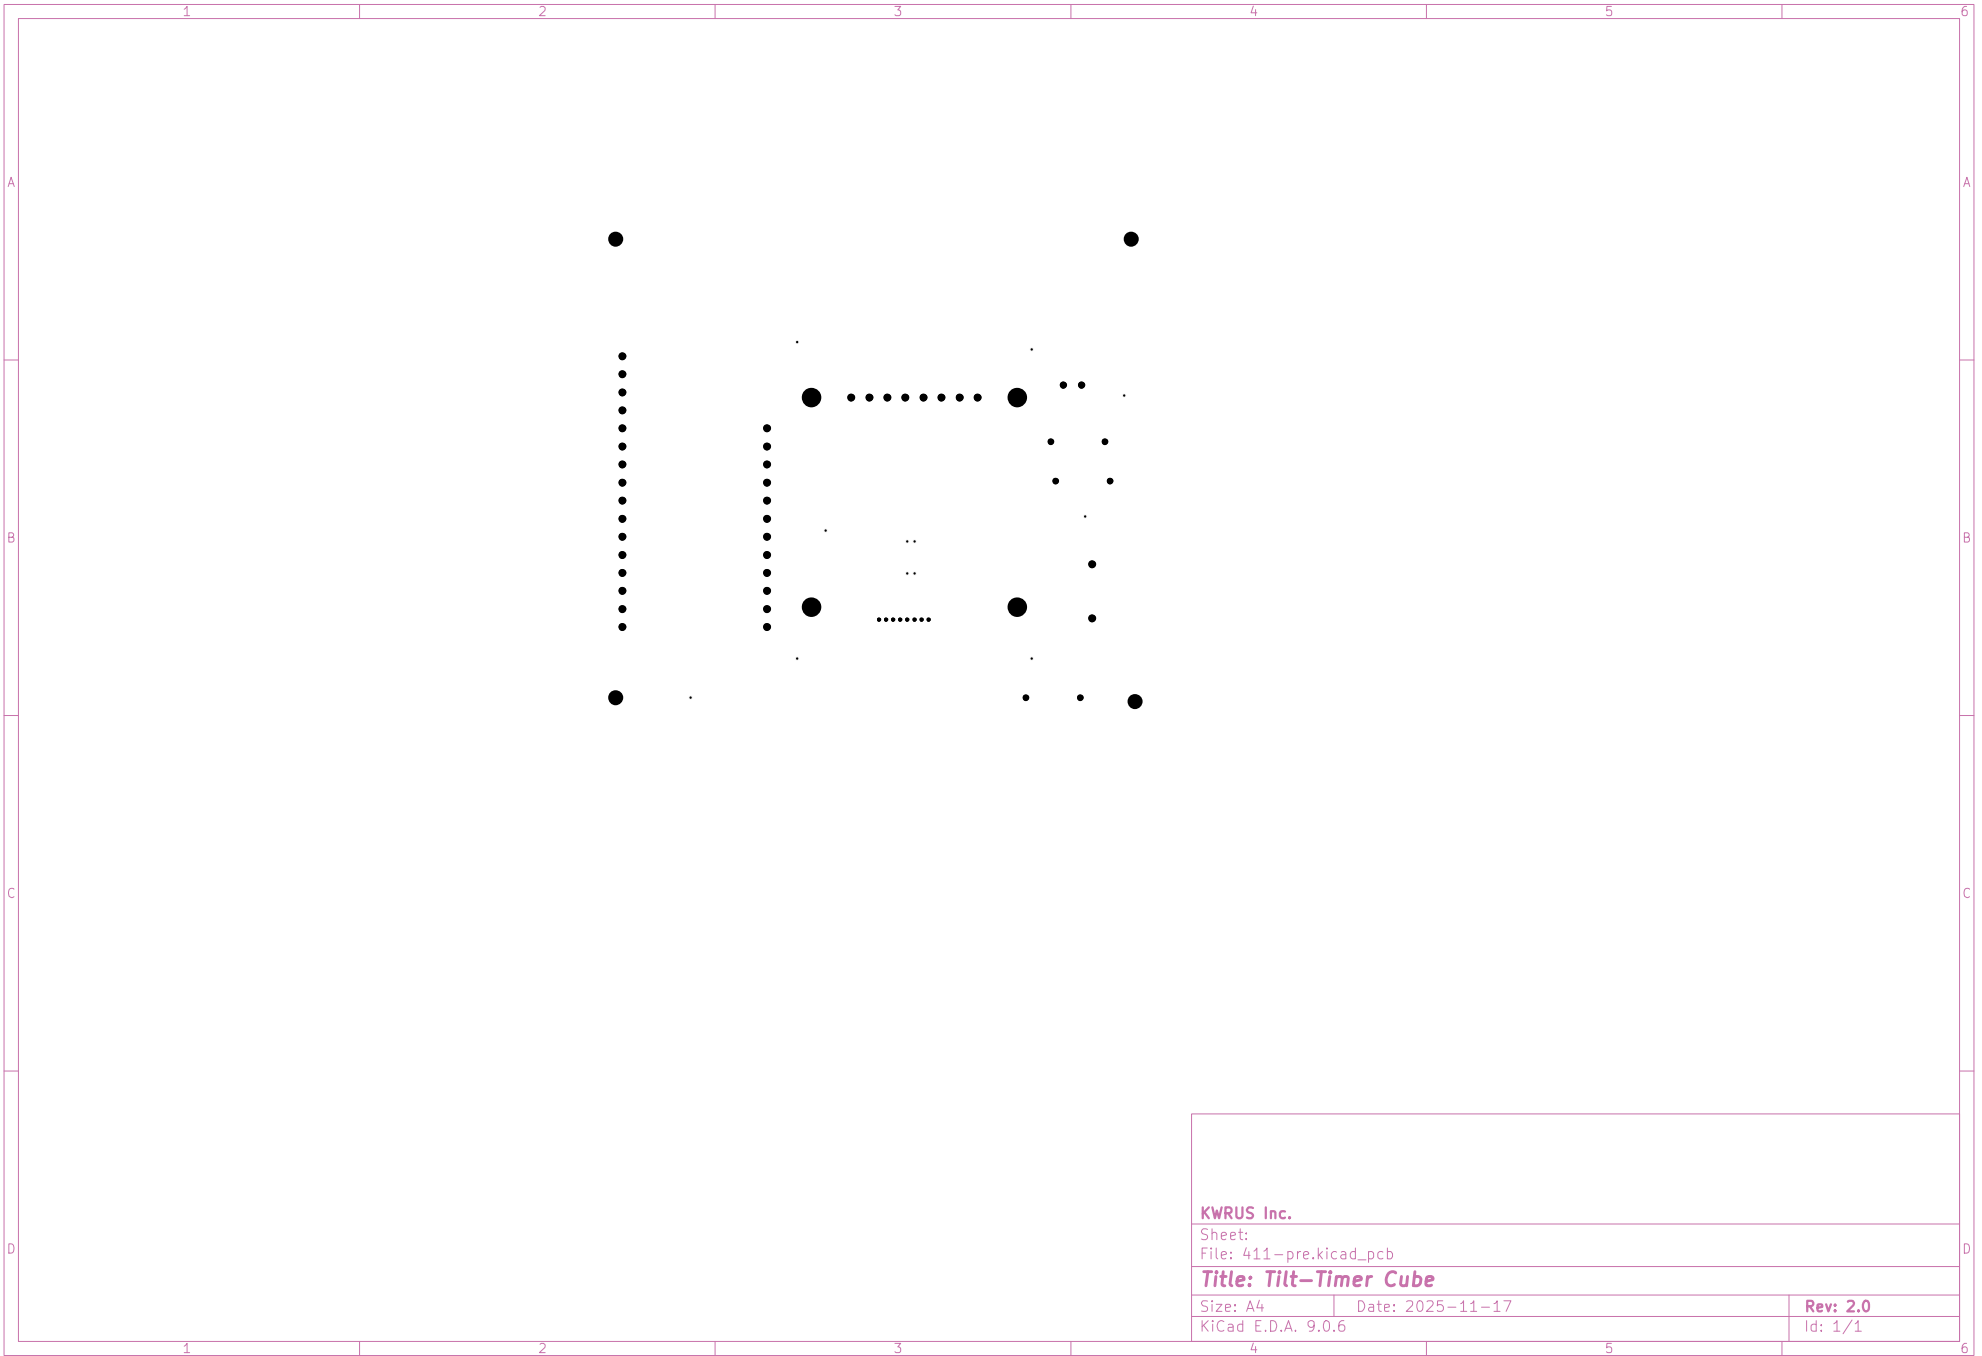 1 2 3 4 5 6
A A
B B
C C
D D
KWRUS Inc.
Sheet:
File: 411-pre.kicad_pcb
Title: Tilt-Timer Cube
Size: A4 Date: 2025-11-17 Rev: 2.0
KiCad E.D.A. 9.0.6 Id: 1/1
1 2 3 4 5 6